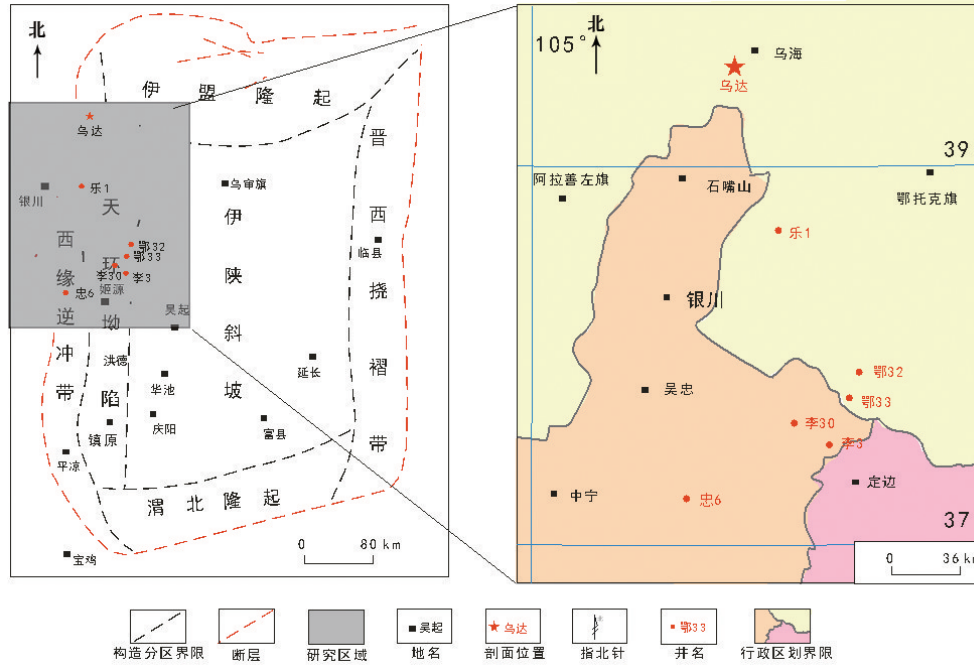 北
伊盟隆起
乌达
乌审旗
乐1
银川
天环坳陷
鄂32
鄂33
李30
李3
忠6
姬源
吴起
西缘逆冲带
伊陕斜坡
晋西挠褶带
临县
洪德
华池
延长
庆阳
富县
镇原
平凉
渭北隆起
宝鸡
0 80 km
105°
北
乌海
乌达
39
阿拉善左旗
石嘴山
鄂托克旗
乐1
银川
鄂32
吴忠
鄂33
李30
李3
定边
中宁
忠6
37
0 36 km
吴起
乌达
鄂33
构造分区界限
断层
研究区域
地名
剖面位置
指北针
井名
行政区划界限